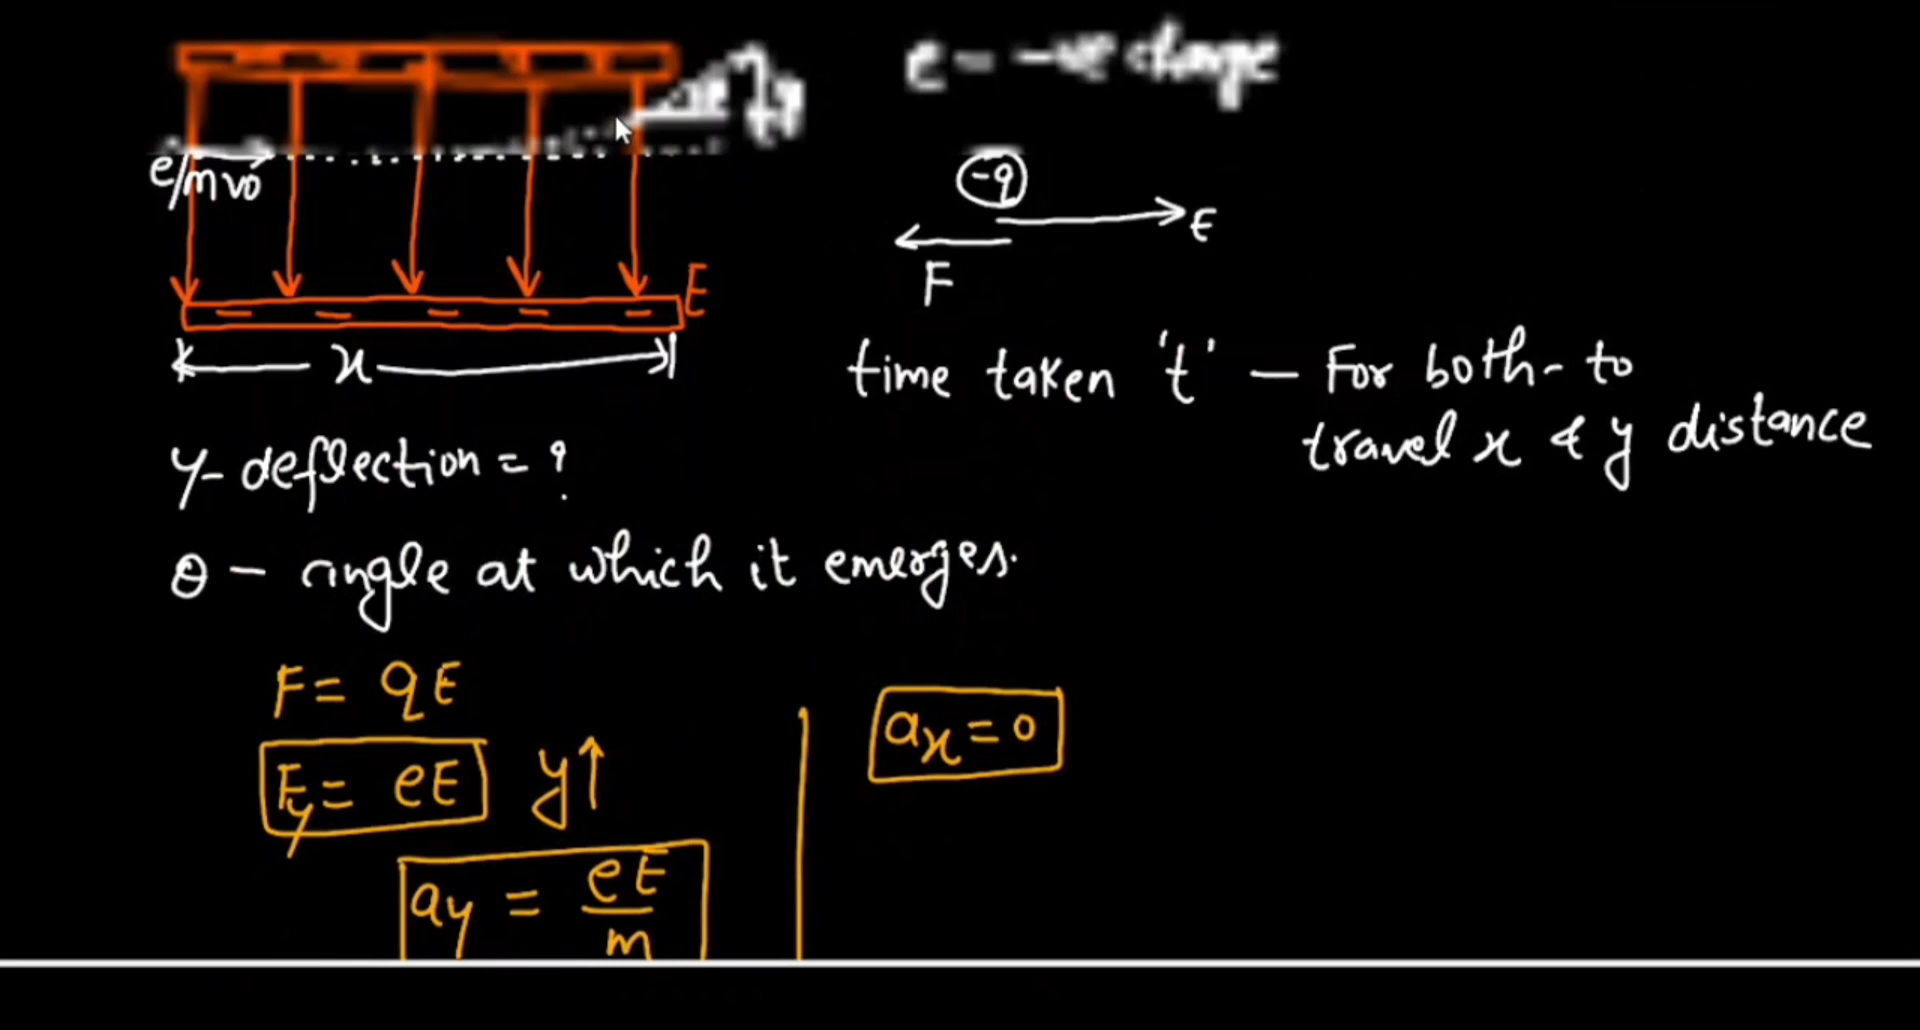 e - -ve charge
y
e/m v0
-q
E
F
E
x
time taken 't' - For both - to
travel x & y distance
y- deflection = ?
θ - angle at which it emerges.
F = qE
Fy = eE y↑
ax = 0
ay = eE/m